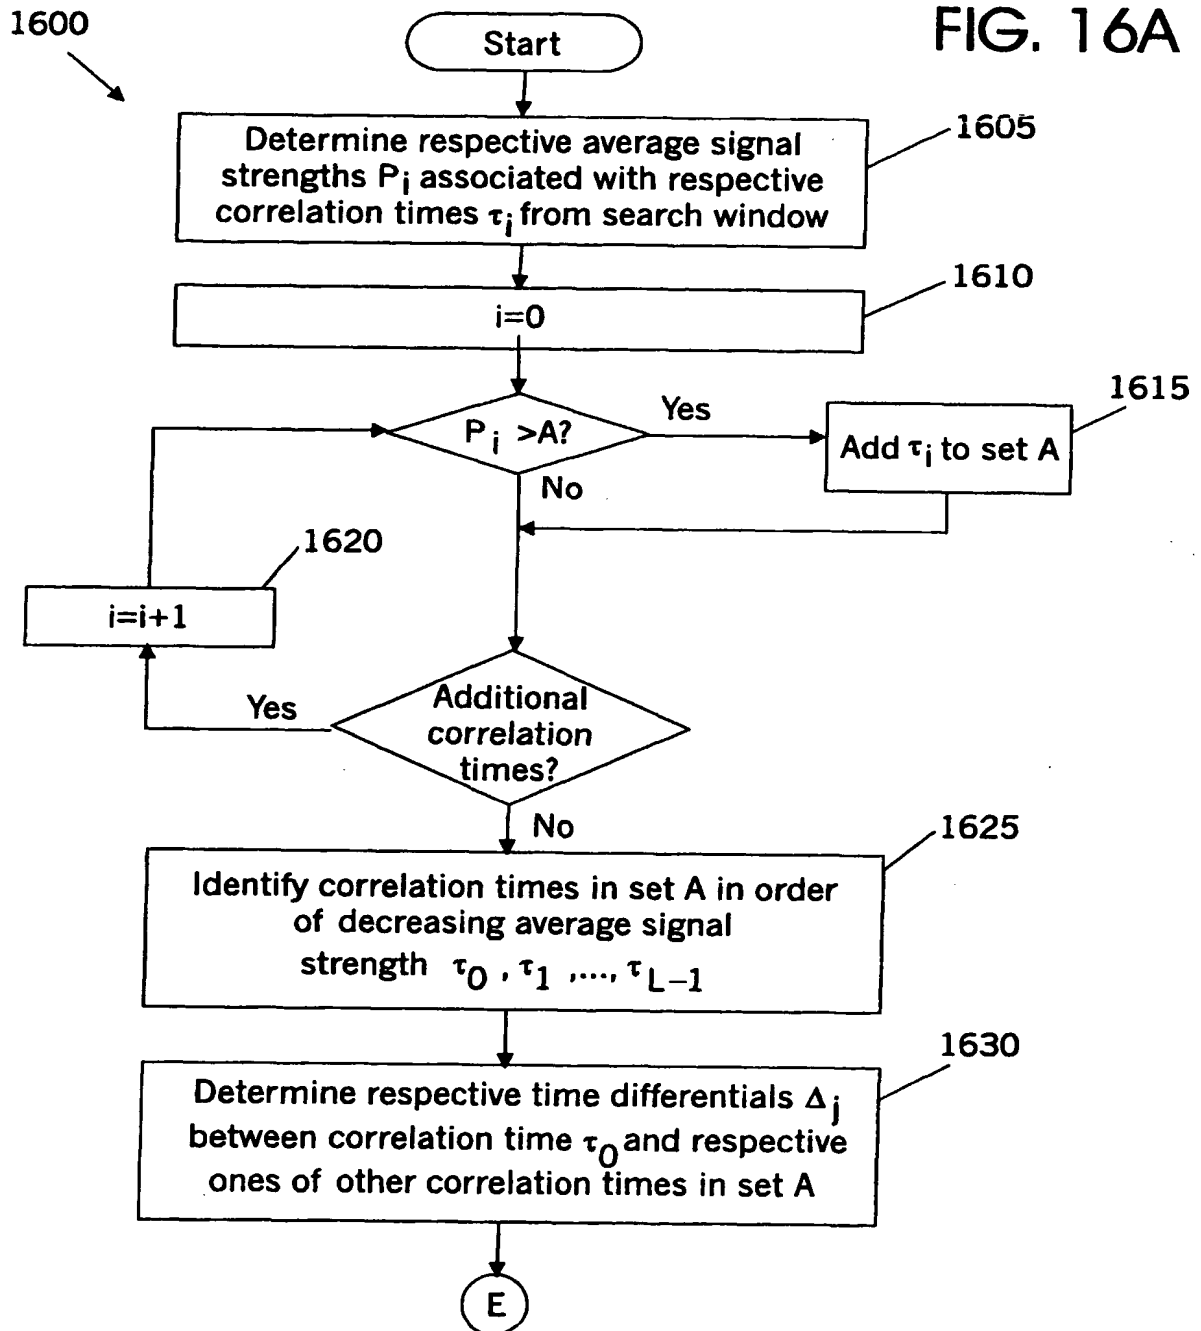 1600
FIG. 16A
Start
1605
Determine respective average signal
strengths Pi associated with respective
correlation times τi from search window
1610
i=0
1615
Pi >A?
Yes
Add τi to set A
No
1620
i=i+1
Additional
correlation
times?
Yes
No
1625
Identify correlation times in set A in order
of decreasing average signal
strength τ0 , τ1 ,..., τL-1
1630
Determine respective time differentials Δj
between correlation time τ0 and respective
ones of other correlation times in set A
E